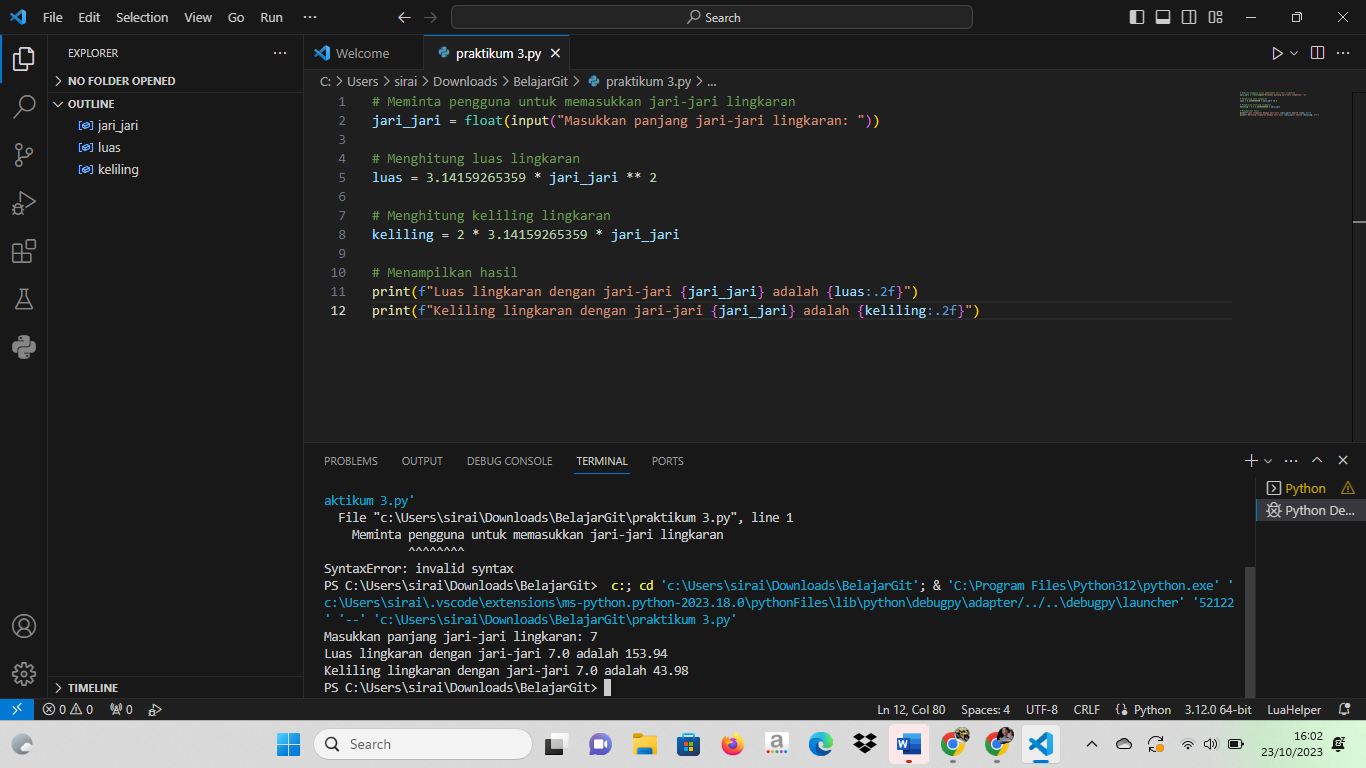 File Edit Selection View Go Run ··· Search
EXPLORER ···
NO FOLDER OPENED
OUTLINE
jari_jari
luas
keliling
TIMELINE
Welcome praktikum 3.py
C: > Users > sirai > Downloads > BelajarGit > praktikum 3.py > ...
1 # Meminta pengguna untuk memasukkan jari-jari lingkaran
2 jari_jari = float(input("Masukkan panjang jari-jari lingkaran: "))
3
4 # Menghitung luas lingkaran
5 luas = 3.14159265359 * jari_jari ** 2
6
7 # Menghitung keliling lingkaran
8 keliling = 2 * 3.14159265359 * jari_jari
9
10 # Menampilkan hasil
11 print(f"Luas lingkaran dengan jari-jari {jari_jari} adalah {luas:.2f}")
12 print(f"Keliling lingkaran dengan jari-jari {jari_jari} adalah {keliling:.2f}")
PROBLEMS OUTPUT DEBUG CONSOLE TERMINAL PORTS
aktikum 3.py'
File "c:\Users\sirai\Downloads\BelajarGit\praktikum 3.py", line 1
Meminta pengguna untuk memasukkan jari-jari lingkaran
^^^^^^^^
SyntaxError: invalid syntax
PS C:\Users\sirai\Downloads\BelajarGit>  c:; cd 'c:\Users\sirai\Downloads\BelajarGit'; & 'C:\Program Files\Python312\python.exe' '
c:\Users\sirai\.vscode\extensions\ms-python.python-2023.18.0\pythonFiles\lib\python\debugpy\adapter/../..\debugpy\launcher' '52122
' '--' 'c:\Users\sirai\Downloads\BelajarGit\praktikum 3.py'
Masukkan panjang jari-jari lingkaran: 7
Luas lingkaran dengan jari-jari 7.0 adalah 153.94
Keliling lingkaran dengan jari-jari 7.0 adalah 43.98
PS C:\Users\sirai\Downloads\BelajarGit>
Python
Python De...
0 0 0 Ln 12, Col 80 Spaces: 4 UTF-8 CRLF Python 3.12.0 64-bit LuaHelper
Search
16:02
23/10/2023